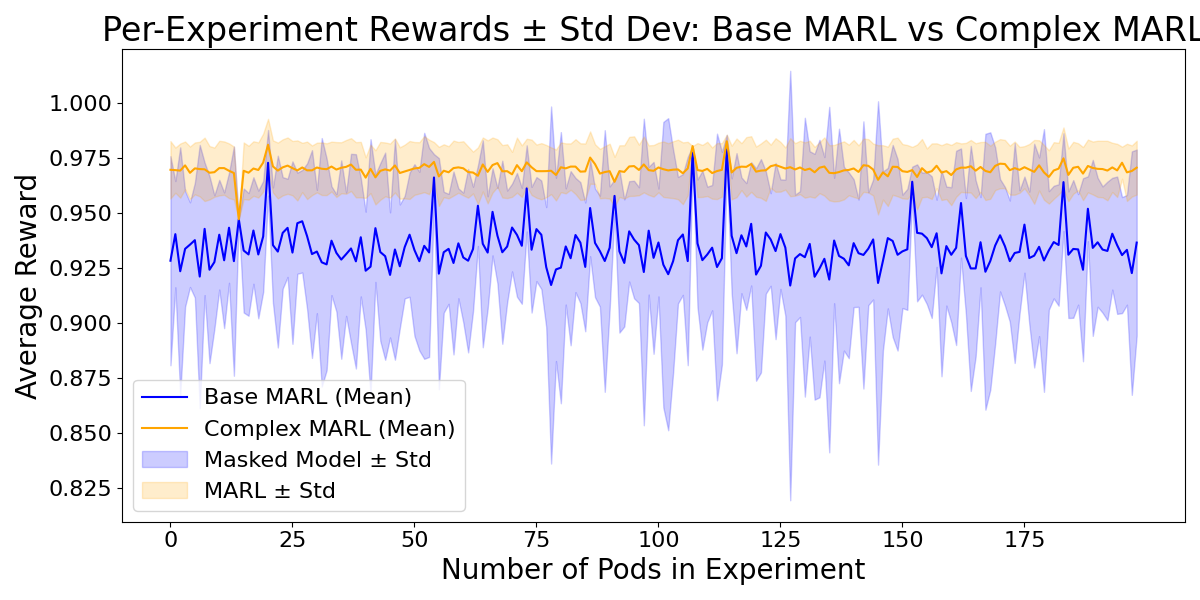 Per-Experiment Rewards ± Std Dev: Base MARL vs Complex MARL
Average Reward
1.000
0.975
0.950
0.925
0.900
0.875
0.850
0.825
Base MARL (Mean)
Complex MARL (Mean)
Masked Model ± Std
MARL ± Std
0 25 50 75 100 125 150 175
Number of Pods in Experiment